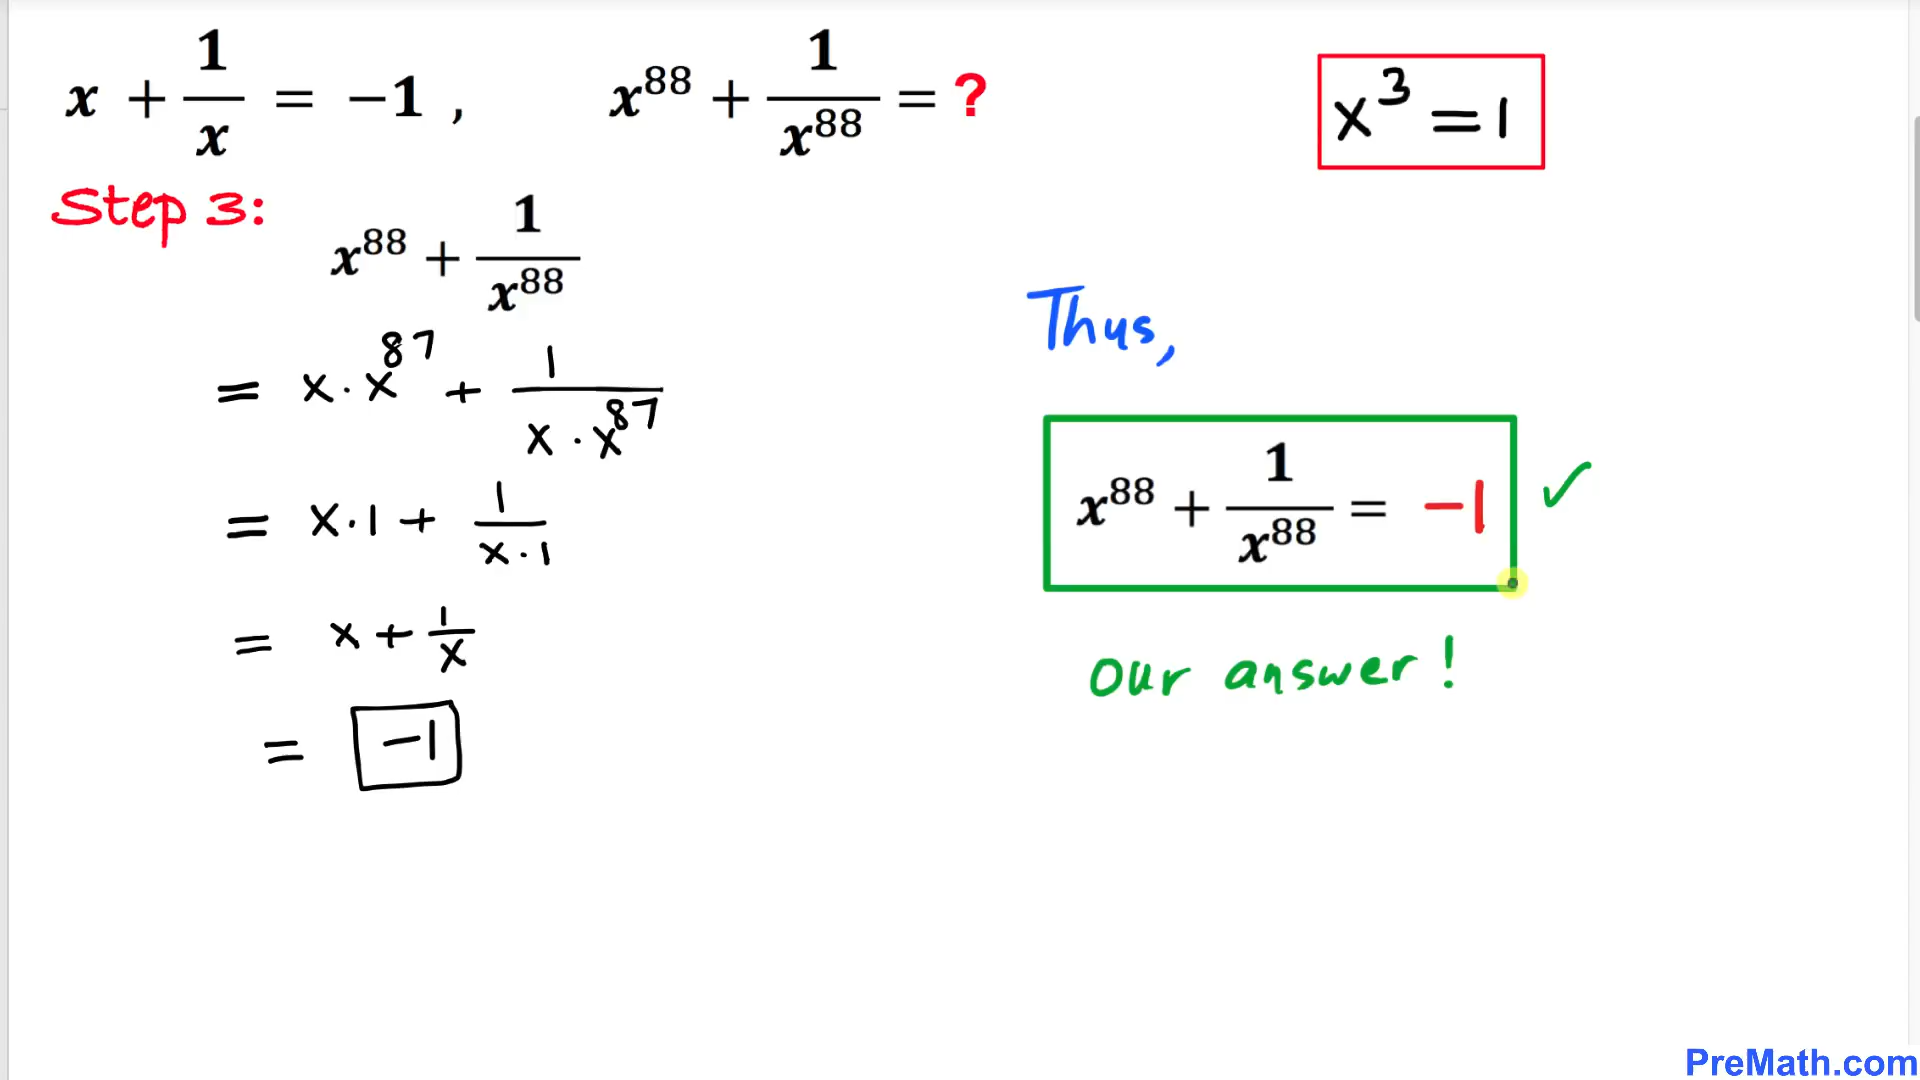 x + 1/x = −1 , x^88 + 1/x^88 = ?
x^3 = 1
Step 3:
x^88 + 1/x^88
= x · x^87 + 1/(x · x^87)
= x · 1 + 1/(x · 1)
= x + 1/x
= −1
Thus,
x^88 + 1/x^88 = −1 ✓
our answer!
PreMath.com